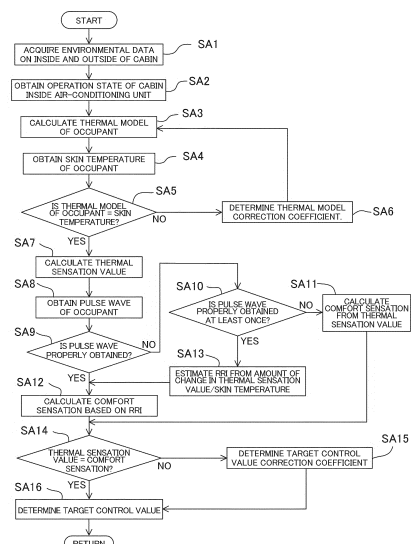 START
SA1
ACQUIRE ENVIRONMENTAL DATA
ON INSIDE AND OUTSIDE OF CABIN
SA2
OBTAIN OPERATION STATE OF CABIN
INSIDE AIR-CONDITIONING UNIT
SA3
CALCULATE THERMAL MODEL
OF OCCUPANT
SA4
OBTAIN SKIN TEMPERATURE
OF OCCUPANT
SA5
IS THERMAL MODEL
OF OCCUPANT = SKIN
TEMPERATURE?
NO
YES
DETERMINE THERMAL MODEL
CORRECTION COEFFICIENT.
SA6
SA7
CALCULATE THERMAL
SENSATION VALUE
SA8
OBTAIN PULSE WAVE
OF OCCUPANT
SA9
IS PULSE WAVE
PROPERLY OBTAINED?
NO
YES
SA10
IS PULSE WAVE
PROPERLY OBTAINED
AT LEAST ONCE?
NO
YES
SA11
CALCULATE
COMFORT SENSATION
FROM THERMAL
SENSATION VALUE
SA13
ESTIMATE RRI FROM AMOUNT OF
CHANGE IN THERMAL SENSATION
VALUE/SKIN TEMPERATURE
SA12
CALCULATE COMFORT
SENSATION BASED ON RRI
SA14
THERMAL SENSATION
VALUE = COMFORT
SENSATION?
NO
YES
SA15
DETERMINE TARGET CONTROL
VALUE CORRECTION COEFFICIENT
SA16
DETERMINE TARGET CONTROL VALUE
RETURN